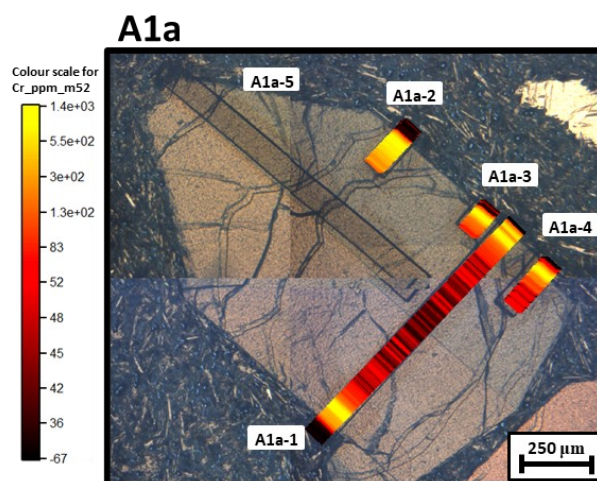 A1a
Colour scale for
Cr_ppm_m52
1.4e+03
5.5e+02
3e+02
1.3e+02
83
52
48
45
42
36
-67
A1a-5
A1a-2
A1a-3
A1a-4
A1a-1
250 µm